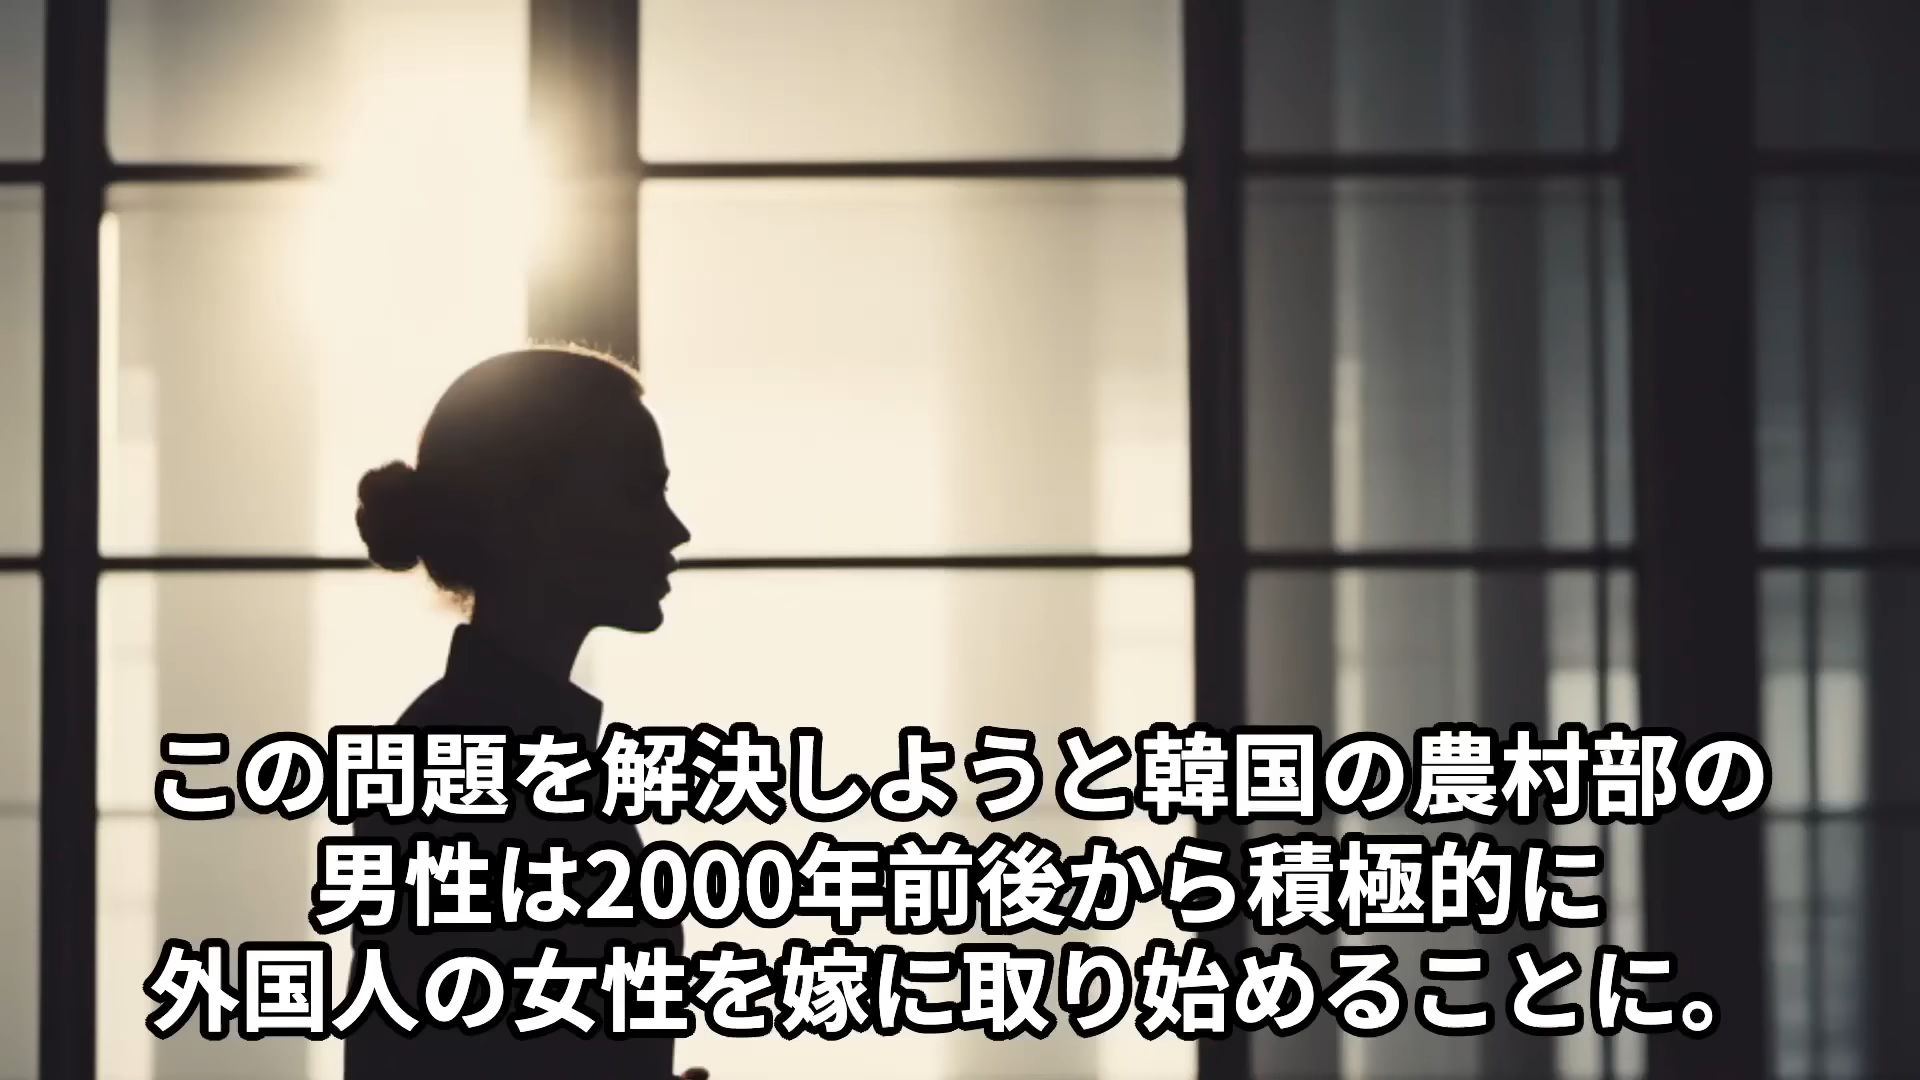 この問題を解決しようと韓国の農村部の
男性は2000年前後から積極的に
外国人の女性を嫁に取り始めることに。